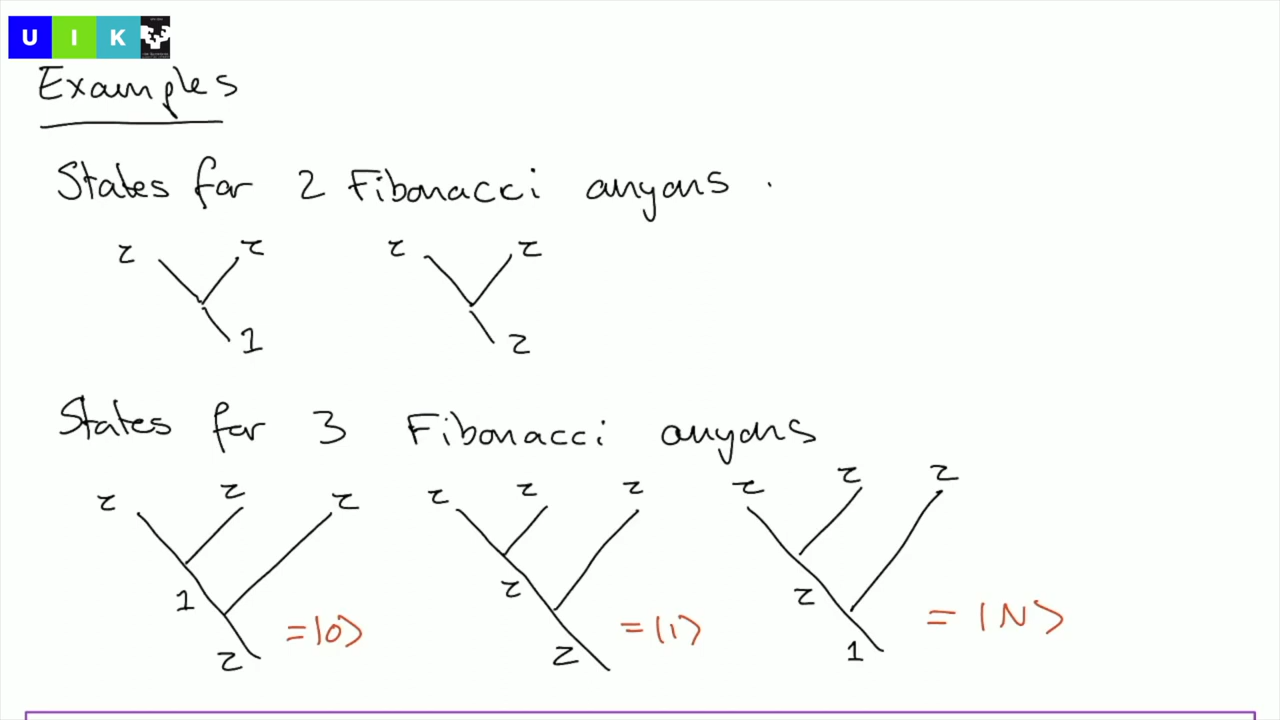 U I K
Examples
States for 2 Fibonacci anyons .
τ τ τ τ
1 τ
States for 3 Fibonacci anyons
τ τ τ τ τ τ τ τ τ
1 τ τ
= |0⟩ = |1⟩ = |N⟩
τ τ 1